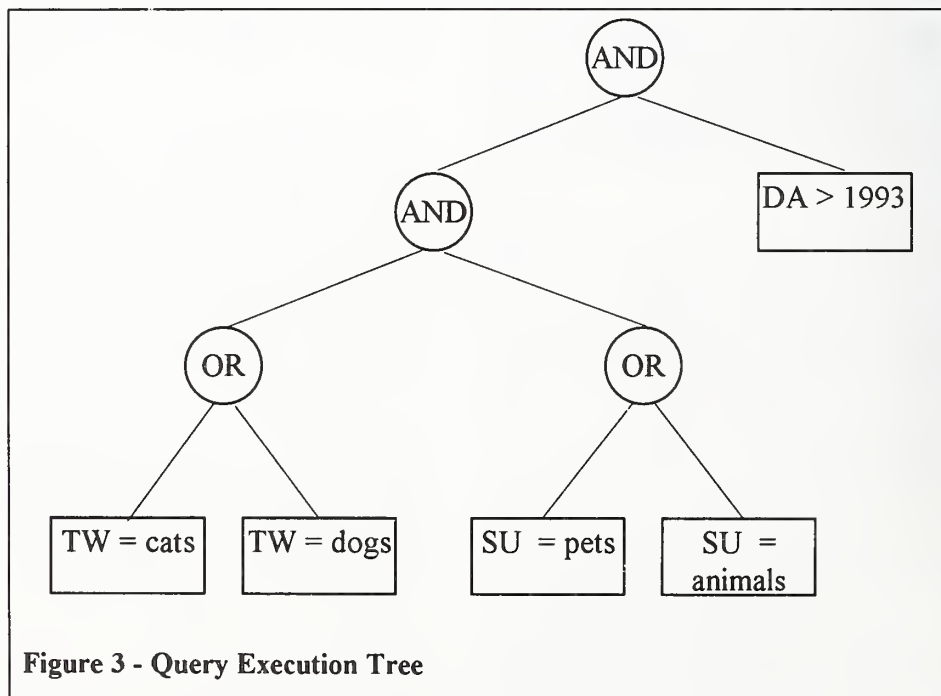 AND
AND
DA > 1993
OR
OR
TW = cats
TW = dogs
SU = pets
SU =
animals
Figure 3 - Query Execution Tree